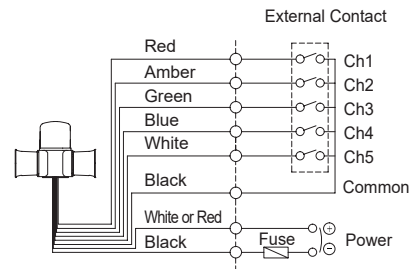 External Contact
Red
Ch1
Amber
Ch2
Green
Ch3
Blue
Ch4
White
Ch5
Black
Common
White or Red
+
Black
Fuse
−
Power